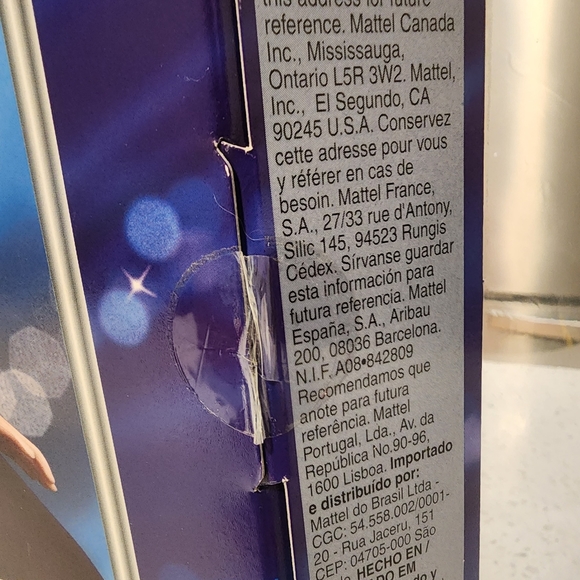 this address for future
reference. Mattel Canada
Inc., Mississauga,
Ontario L5R 3W2. Mattel,
Inc., El Segundo, CA
90245 U.S.A. Conservez
cette adresse pour vous
y référer en cas de
besoin. Mattel France,
S.A., 27/33 rue d'Antony,
Silic 145, 94523 Rungis
Cédex. Sírvanse guardar
esta información para
futura referencia. Mattel
España, S.A., Aribau
200, 08036 Barcelona.
N.I.F. A08•842809
Recomendamos que
anote para futura
referência. Mattel
Portugal, Lda., Av. da
República No.90-96,
1600 Lisboa. Importado
e distribuído por:
Mattel do Brasil Ltda -
CGC: 54.558.002/0001-
20 - Rua Jaceru, 151
CEP: 04705-000 São
HECHO EN /
EM